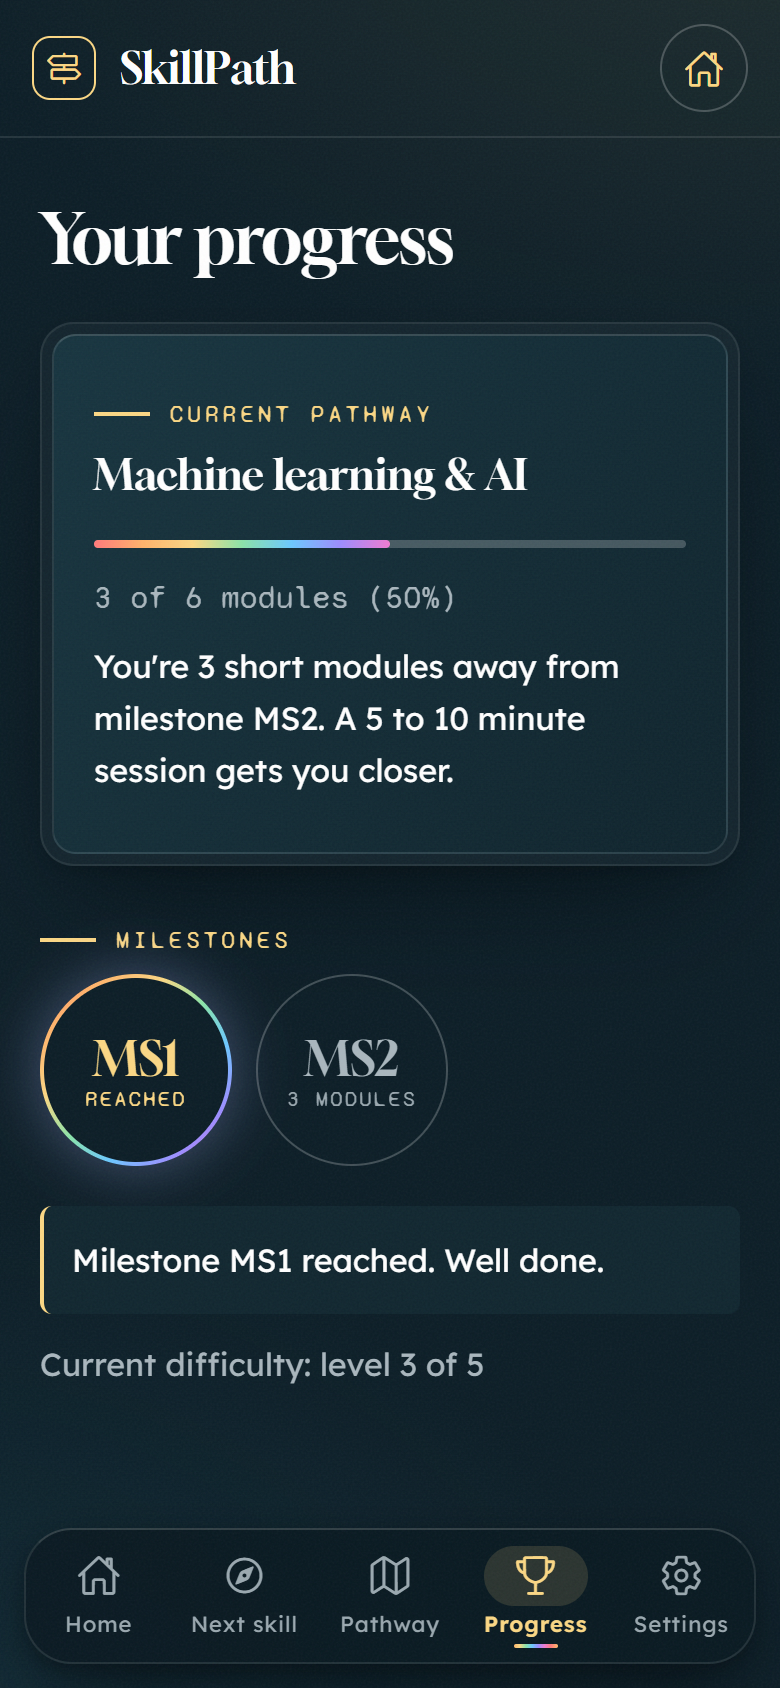 SkillPath
Your progress
CURRENT PATHWAY
Machine learning & AI
3 of 6 modules (50%)
You're 3 short modules away from
milestone MS2. A 5 to 10 minute
session gets you closer.
MILESTONES
MS1
REACHED
MS2
3 MODULES
Milestone MS1 reached. Well done.
Current difficulty: level 3 of 5
Home
Next skill
Pathway
Progress
Settings